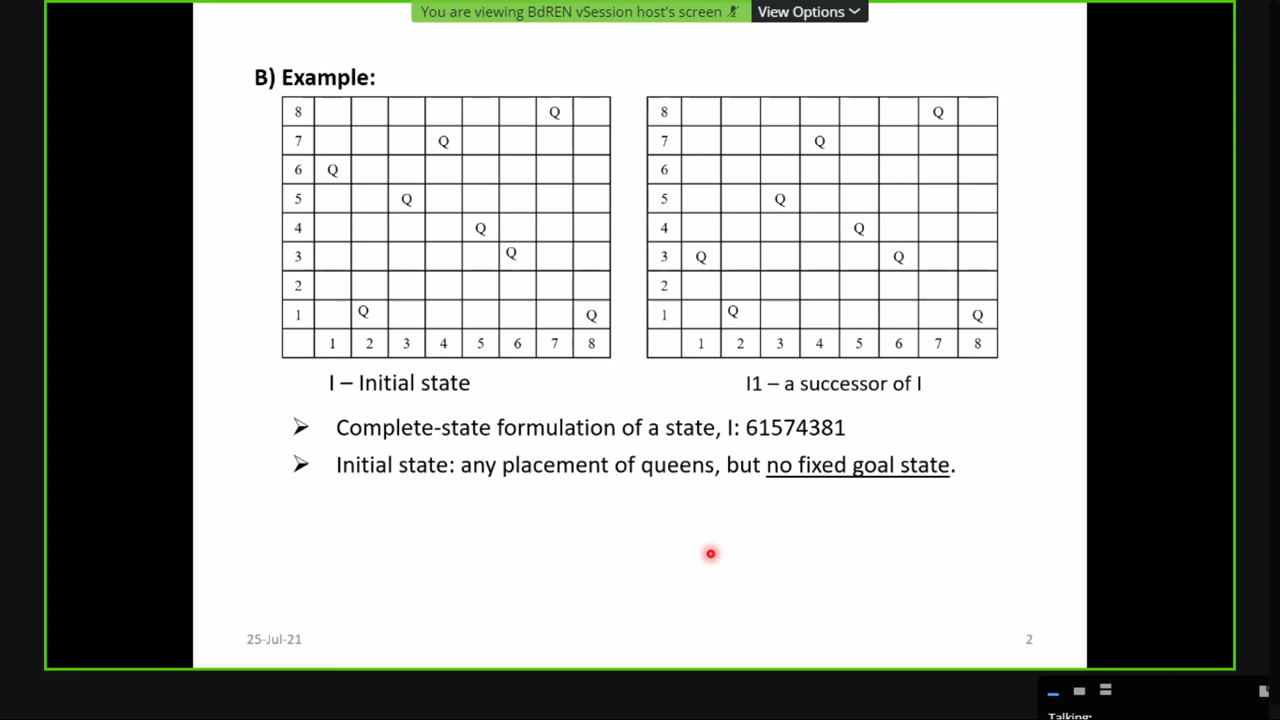 You are viewing BdREN vSession host's screen View Options
B) Example:
8 Q
7 Q
6 Q
5 Q
4 Q
3 Q
2
1 Q Q
1 2 3 4 5 6 7 8
8 Q
7 Q
6
5 Q
4 Q
3 Q Q
2
1 Q Q
1 2 3 4 5 6 7 8
I – Initial state
I1 – a successor of I
Complete-state formulation of a state, I: 61574381
Initial state: any placement of queens, but no fixed goal state.
25-Jul-21
2
Talking: